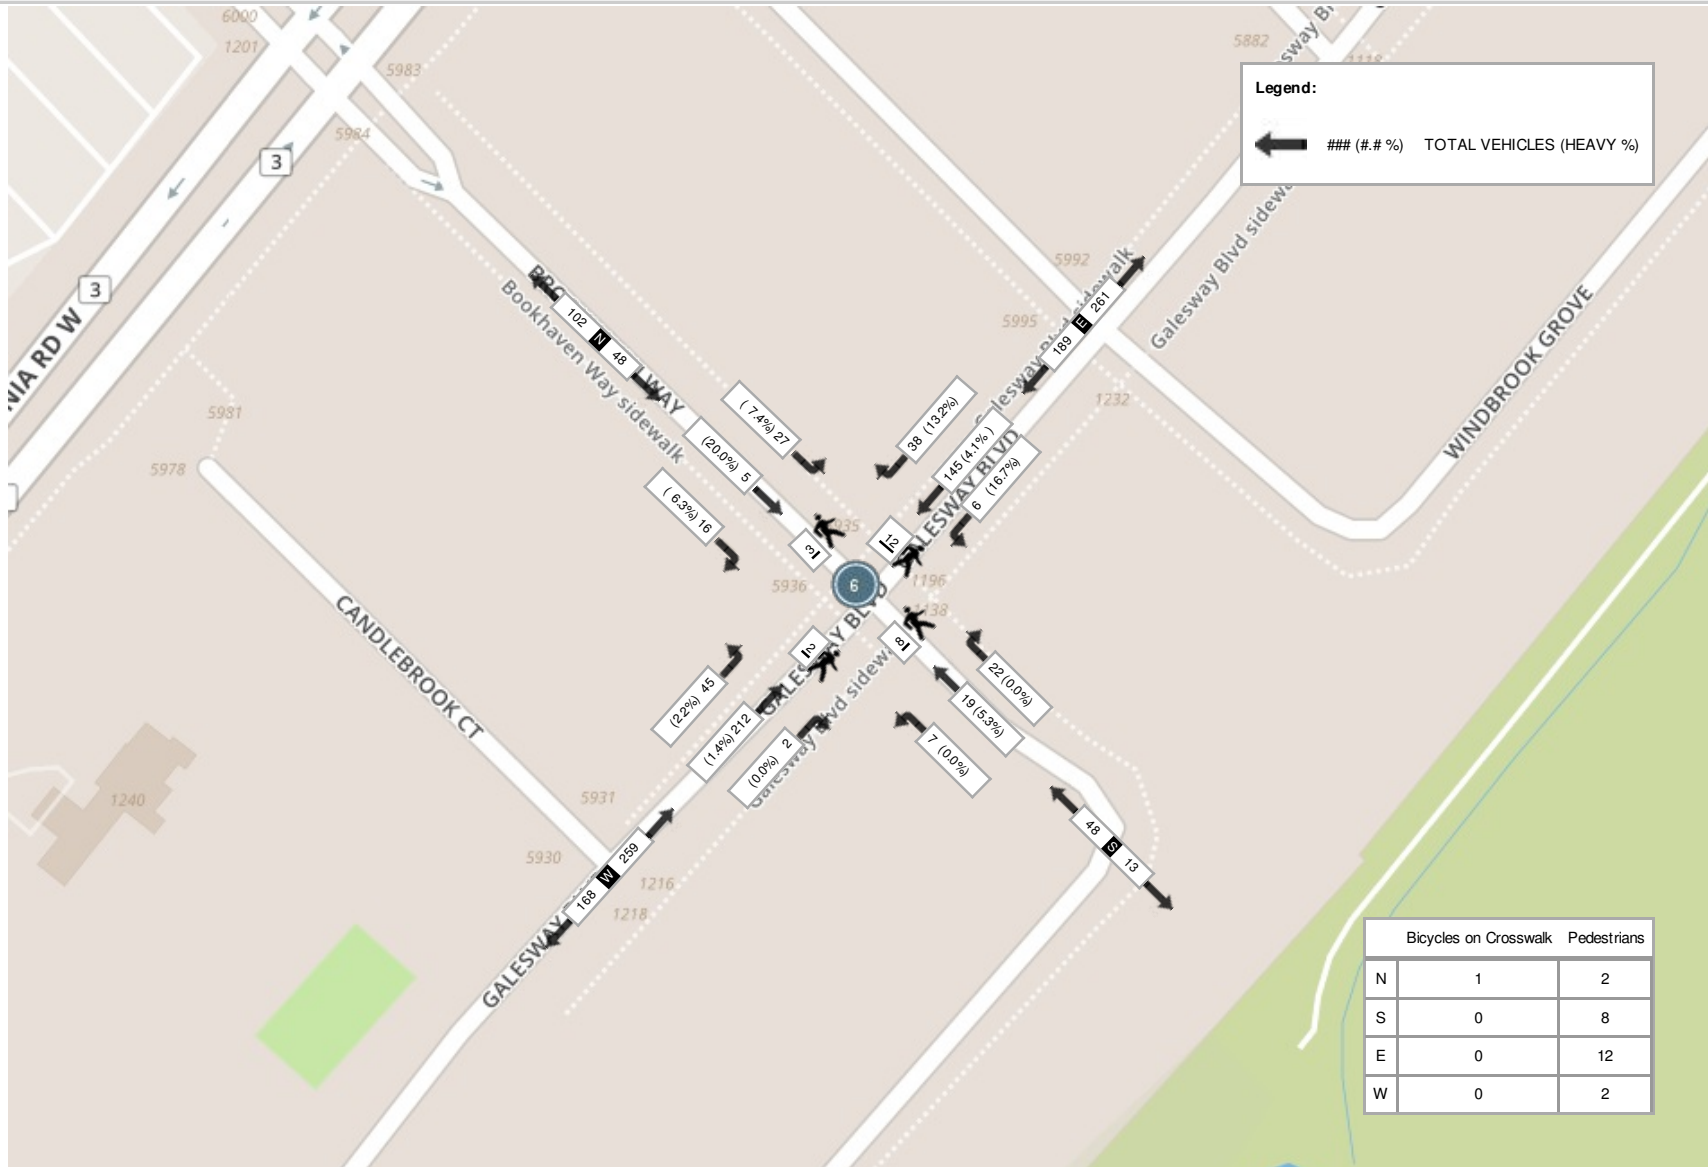 6000
1201
5983
5984
3
3
NIA RD W
5882
1118
Legend:
### (#.# %) TOTAL VEHICLES (HEAVY %)
Galesway Blvd sidewalk
5992
5995
1232
WINDBROOK GROVE
WAY
Bookhaven Way sidewalk
102 N 48
189 E 261
( 7.4%) 27
(20.0%) 5
( 6.3%) 16
38 (13.2%)
145 (4.1% )
6 (16.7%)
GALESWAY BLVD
5981
5978
CANDLEBROOK CT
3
12
6
5936
1196
2
8
(2.2%) 45
(1.4%) 212
(0.0%) 2
22 (0.0%)
19 (5.3%)
7 (0.0%)
1240
5931
5930
1216
1218
168 W 259
48 S 13
GALESWAY
Bicycles on Crosswalk Pedestrians
N 1 2
S 0 8
E 0 12
W 0 2